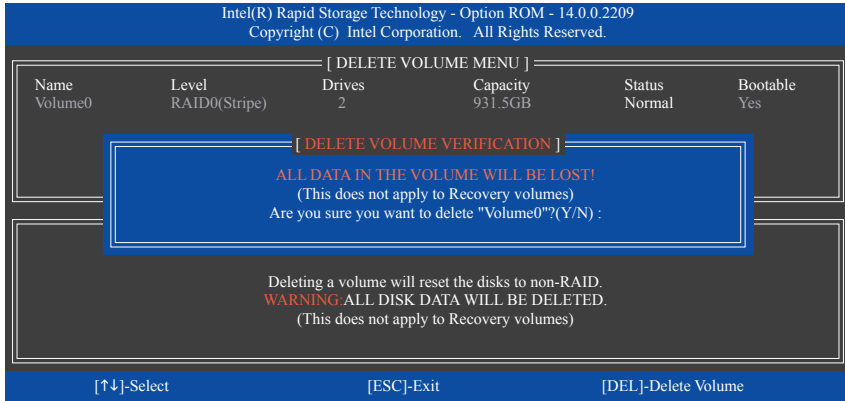 Intel(R) Rapid Storage Technology - Option ROM - 14.0.0.2209
Copyright (C) Intel Corporation. All Rights Reserved.
[ DELETE VOLUME MENU ]
Name Level Drives Capacity Status Bootable
Volume0 RAID0(Stripe) 2 931.5GB Normal Yes
[ DELETE VOLUME VERIFICATION ]
ALL DATA IN THE VOLUME WILL BE LOST!
(This does not apply to Recovery volumes)
Are you sure you want to delete "Volume0"?(Y/N) :
Deleting a volume will reset the disks to non-RAID.
WARNING:ALL DISK DATA WILL BE DELETED.
(This does not apply to Recovery volumes)
[↑↓]-Select [ESC]-Exit [DEL]-Delete Volume